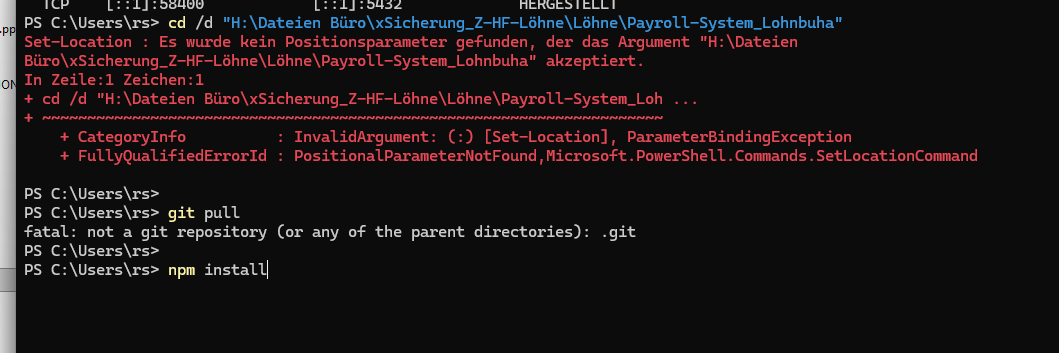 TCP [::1]:58400 [::1]:5432 HERGESTELLT
PS C:\Users\rs> cd /d "H:\Dateien Büro\xSicherung_Z-HF-Löhne\Löhne\Payroll-System_Lohnbuha"
Set-Location : Es wurde kein Positionsparameter gefunden, der das Argument "H:\Dateien
Büro\xSicherung_Z-HF-Löhne\Löhne\Payroll-System_Lohnbuha" akzeptiert.
In Zeile:1 Zeichen:1
+ cd /d "H:\Dateien Büro\xSicherung_Z-HF-Löhne\Löhne\Payroll-System_Loh ...
+ ~~~~~~~~~~~~~~~~~~~~~~~~~~~~~~~~~~~~~~~~~~~~~~~~~~~~~~~~~~~~~~~~~~~~~
+ CategoryInfo : InvalidArgument: (:) [Set-Location], ParameterBindingException
+ FullyQualifiedErrorId : PositionalParameterNotFound,Microsoft.PowerShell.Commands.SetLocationCommand
PS C:\Users\rs>
PS C:\Users\rs> git pull
fatal: not a git repository (or any of the parent directories): .git
PS C:\Users\rs>
PS C:\Users\rs> npm install